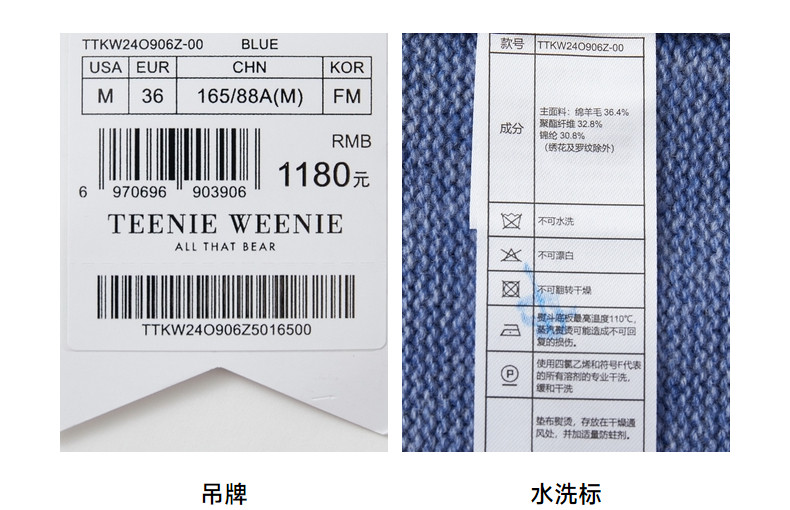 TTKW24O906Z-00 BLUE
USA EUR CHN KOR
M 36 165/88A(M) FM
RMB
1180元
6 970696 903906
TEENIE WEENIE
ALL THAT BEAR
TTKW24O906Z5016500
吊牌
款号 TTKW24O906Z-00
成分
主面料：绵羊毛 36.4%
聚酯纤维 32.8%
锦纶 30.8%
（绣花及罗纹除外）
不可水洗
不可漂白
不可翻转干燥
熨斗底板最高温度110℃，
蒸汽熨烫可能造成不可回
复的损伤。
P
使用四氯乙烯和符号F代表
的所有溶剂的专业干洗，
缓和干洗
垫布熨烫，存放在干燥通
风处，并加适量防蛀剂。
水洗标